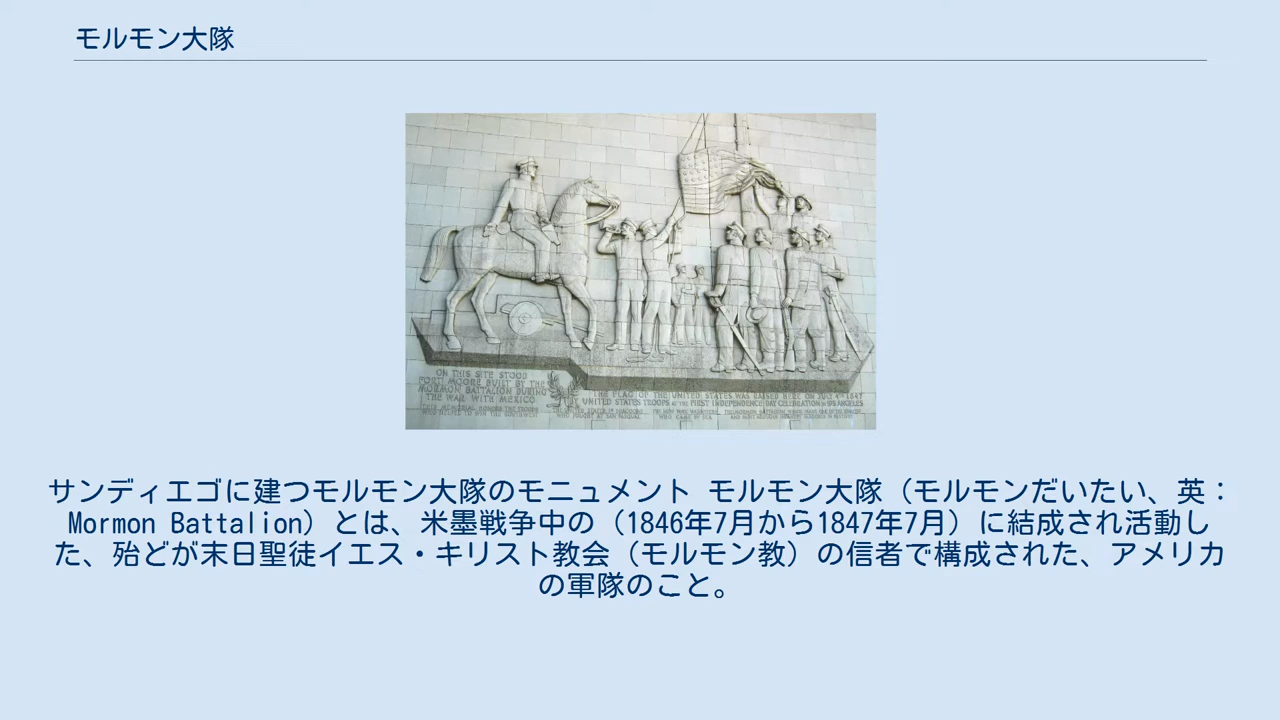 モルモン大隊
ON THIS SITE STOOD
FORT MOORE BUILT BY THE
MORMON BATTALION DURING
THE WAR WITH MEXICO
THE FLAG OF THE UNITED STATES WAS RAISED HERE ON JULY 4TH 1847
UNITED STATES TROOPS AT THE FIRST INDEPENDENCE DAY CELEBRATION IN LOS ANGELES
サンディエゴに建つモルモン大隊のモニュメント モルモン大隊（モルモンだいたい、英：
Mormon Battalion）とは、米墨戦争中の（1846年7月から1847年7月）に結成され活動し
た、殆どが末日聖徒イエス・キリスト教会（モルモン教）の信者で構成された、アメリカ
の軍隊のこと。